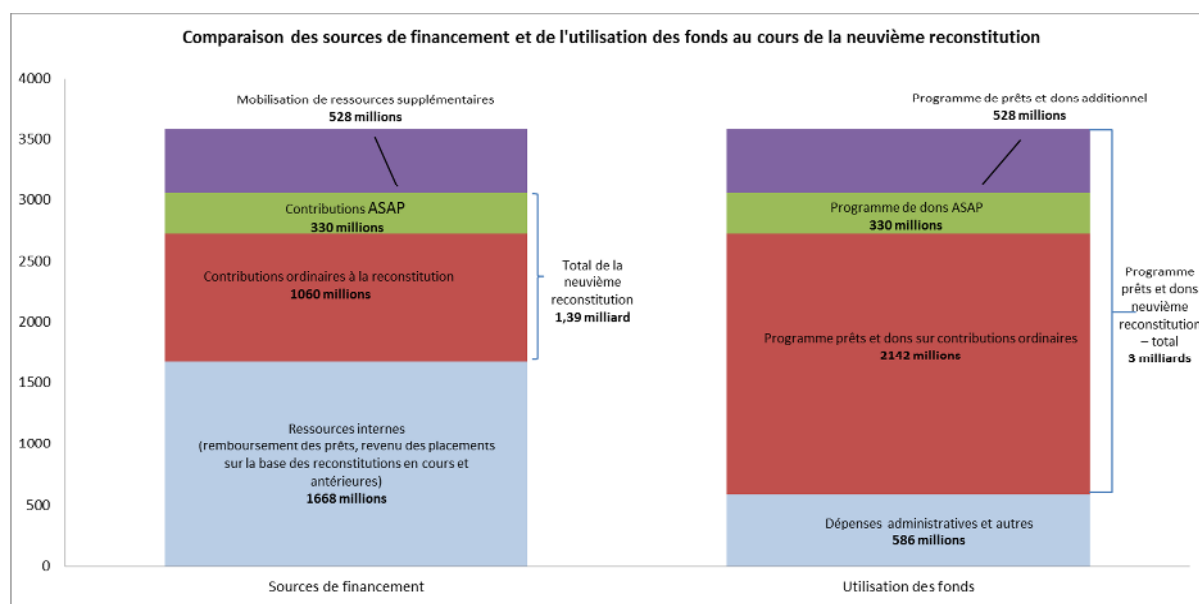 Comparaison des sources de financement et de l'utilisation des fonds au cours de la neuvième reconstitution
4000
3500
3000
2500
2000
1500
1000
500
0
Mobilisation de ressources supplémentaires
528 millions
Contributions ASAP
330 millions
Contributions ordinaires à la reconstitution
1060 millions
Ressources internes
(remboursement des prêts, revenu des placements
sur la base des reconstitutions en cours et
antérieures)
1668 millions
Total de la
neuvième
reconstitution
1,39 milliard
Sources de financement
Programme de prêts et dons additionnel
528 millions
Programme de dons ASAP
330 millions
Programme prêts et dons sur contributions ordinaires
2142 millions
Dépenses administratives et autres
586 millions
Programme
prêts et dons
neuvième
reconstitution
– total
3 milliards
Utilisation des fonds